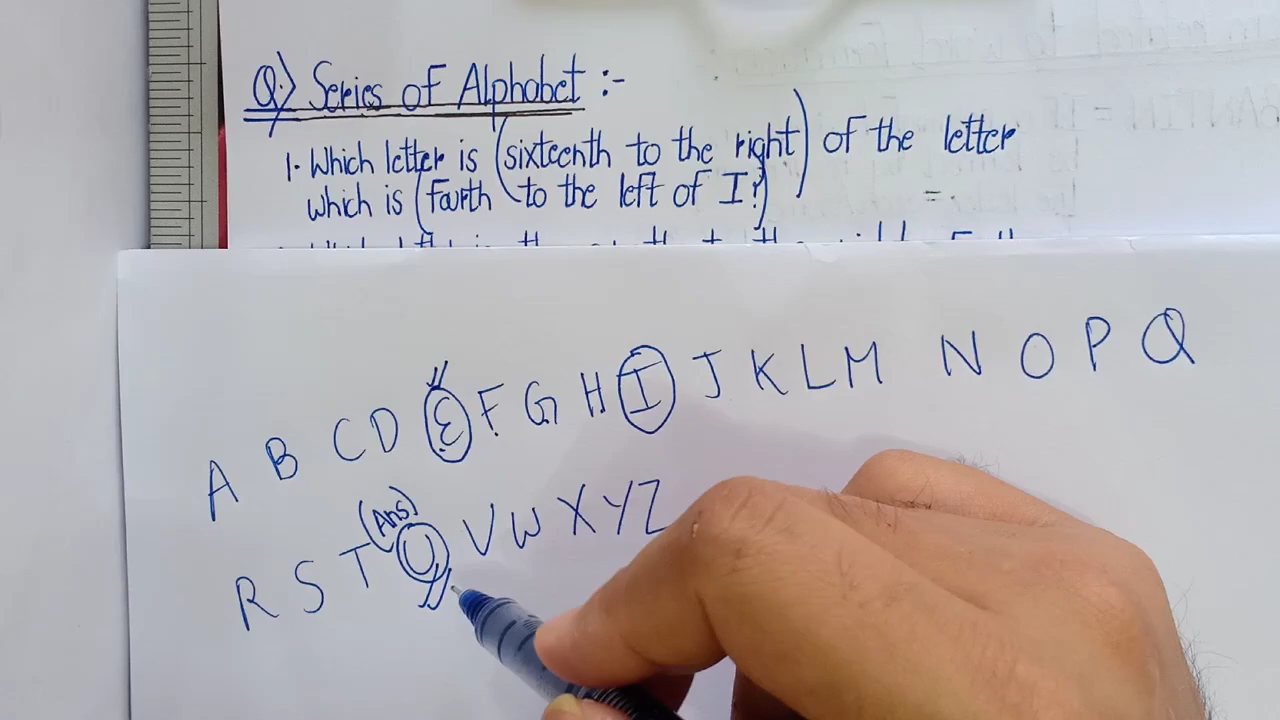 Q.) Series of Alphabet :-
1. Which letter is (sixteenth to the right) of the letter
which is (fourth to the left of I?)
A B C D E F G H I J K L M N O P Q
(Ans)
R S T U V W X Y Z